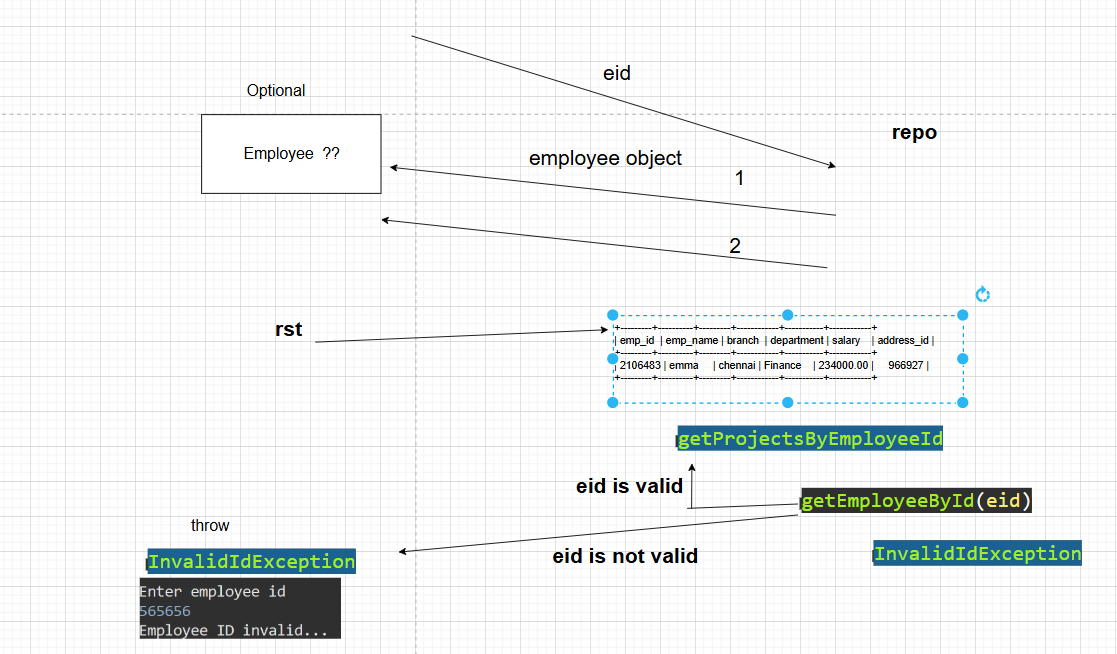 eid
Optional
repo
Employee ??
employee object
1
2
rst
+---------+----------+--------+------------+-----------+------------+
| emp_id | emp_name | branch | department | salary | address_id |
+---------+----------+--------+------------+-----------+------------+
| 2106483 | emma | chennai | Finance | 234000.00 | 966927 |
+---------+----------+--------+------------+-----------+------------+
getProjectsByEmployeeId
eid is valid
getEmployeeById(eid)
throw
eid is not valid
InvalidIdException
InvalidIdException
Enter employee id
565656
Employee ID invalid...